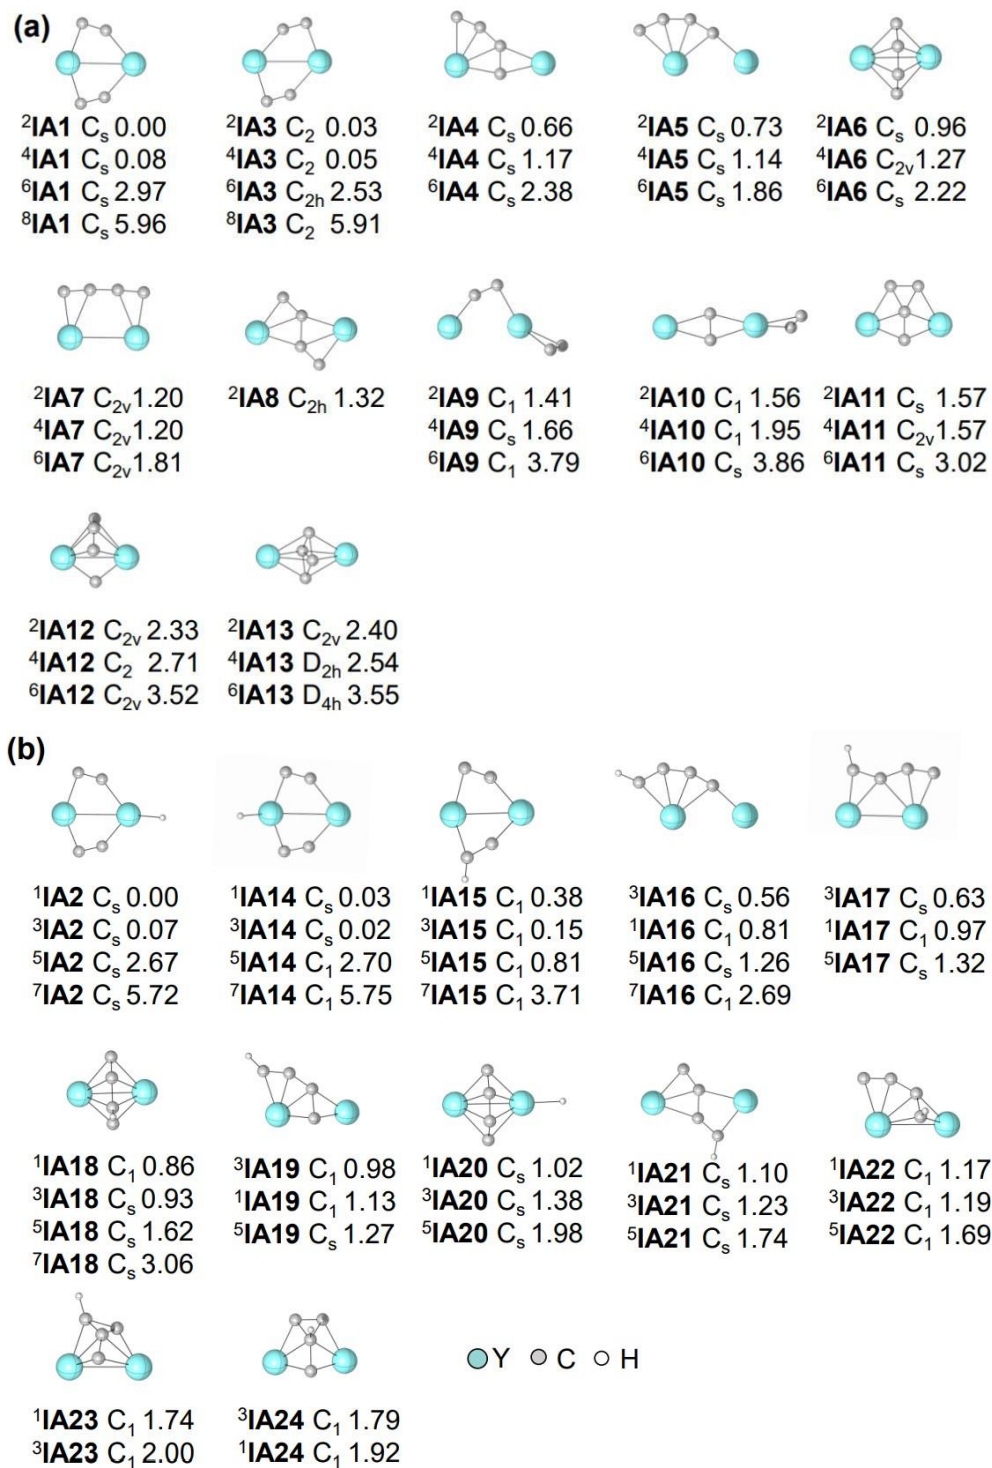 (a)
²IA1 Cₛ 0.00
⁴IA1 Cₛ 0.08
⁶IA1 Cₛ 2.97
⁸IA1 Cₛ 5.96
²IA3 C₂ 0.03
⁴IA3 C₂ 0.05
⁶IA3 C₂ₕ 2.53
⁸IA3 C₂ 5.91
²IA4 Cₛ 0.66
⁴IA4 Cₛ 1.17
⁶IA4 Cₛ 2.38
²IA5 Cₛ 0.73
⁴IA5 Cₛ 1.14
⁶IA5 Cₛ 1.86
²IA6 Cₛ 0.96
⁴IA6 C₂ᵥ 1.27
⁶IA6 Cₛ 2.22
²IA7 C₂ᵥ 1.20
⁴IA7 C₂ᵥ 1.20
⁶IA7 C₂ᵥ 1.81
²IA8 C₂ₕ 1.32
²IA9 C₁ 1.41
⁴IA9 Cₛ 1.66
⁶IA9 C₁ 3.79
²IA10 C₁ 1.56
⁴IA10 C₁ 1.95
⁶IA10 Cₛ 3.86
²IA11 Cₛ 1.57
⁴IA11 C₂ᵥ 1.57
⁶IA11 Cₛ 3.02
²IA12 C₂ᵥ 2.33
⁴IA12 C₂ 2.71
⁶IA12 C₂ᵥ 3.52
²IA13 C₂ᵥ 2.40
⁴IA13 D₂ₕ 2.54
⁶IA13 D₄ₕ 3.55
(b)
¹IA2 Cₛ 0.00
³IA2 Cₛ 0.07
⁵IA2 Cₛ 2.67
⁷IA2 Cₛ 5.72
¹IA14 Cₛ 0.03
³IA14 Cₛ 0.02
⁵IA14 C₁ 2.70
⁷IA14 C₁ 5.75
¹IA15 C₁ 0.38
³IA15 C₁ 0.15
⁵IA15 C₁ 0.81
⁷IA15 C₁ 3.71
³IA16 Cₛ 0.56
¹IA16 C₁ 0.81
⁵IA16 Cₛ 1.26
⁷IA16 C₁ 2.69
³IA17 Cₛ 0.63
¹IA17 C₁ 0.97
⁵IA17 Cₛ 1.32
¹IA18 C₁ 0.86
³IA18 Cₛ 0.93
⁵IA18 Cₛ 1.62
⁷IA18 Cₛ 3.06
³IA19 C₁ 0.98
¹IA19 C₁ 1.13
⁵IA19 Cₛ 1.27
¹IA20 Cₛ 1.02
³IA20 Cₛ 1.38
⁵IA20 Cₛ 1.98
¹IA21 Cₛ 1.10
³IA21 Cₛ 1.23
⁵IA21 Cₛ 1.74
¹IA22 C₁ 1.17
³IA22 C₁ 1.19
⁵IA22 C₁ 1.69
¹IA23 C₁ 1.74
³IA23 C₁ 2.00
³IA24 C₁ 1.79
¹IA24 C₁ 1.92
Y C H